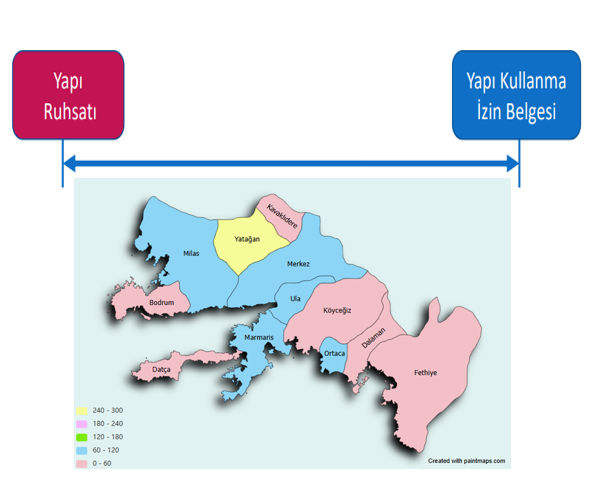 Yapı
Ruhsatı
Yapı Kullanma
İzin Belgesi
Kavaklıdere
Yatağan
Milas
Merkez
Bodrum
Ula
Köyceğiz
Marmaris
Ortaca
Dalaman
Datça
Fethiye
240 - 300
180 - 240
120 - 180
60 - 120
0 - 60
Created with paintmaps.com